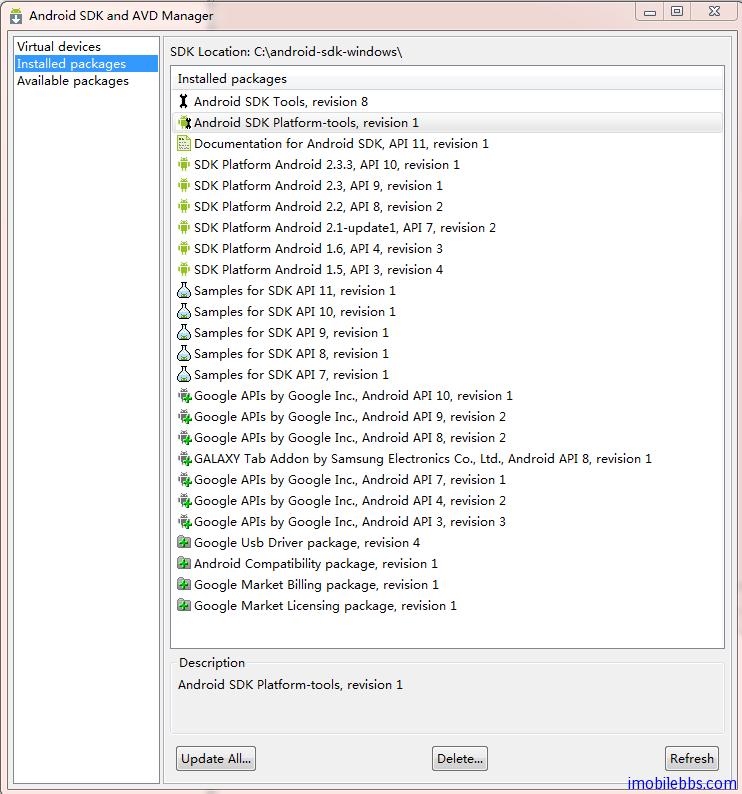 Android SDK and AVD Manager
Virtual devices
Installed packages
Available packages
SDK Location: C:\android-sdk-windows\
Installed packages
Android SDK Tools, revision 8
Android SDK Platform-tools, revision 1
Documentation for Android SDK, API 11, revision 1
SDK Platform Android 2.3.3, API 10, revision 1
SDK Platform Android 2.3, API 9, revision 1
SDK Platform Android 2.2, API 8, revision 2
SDK Platform Android 2.1-update1, API 7, revision 2
SDK Platform Android 1.6, API 4, revision 3
SDK Platform Android 1.5, API 3, revision 4
Samples for SDK API 11, revision 1
Samples for SDK API 10, revision 1
Samples for SDK API 9, revision 1
Samples for SDK API 8, revision 1
Samples for SDK API 7, revision 1
Google APIs by Google Inc., Android API 10, revision 1
Google APIs by Google Inc., Android API 9, revision 2
Google APIs by Google Inc., Android API 8, revision 2
GALAXY Tab Addon by Samsung Electronics Co., Ltd., Android API 8, revision 1
Google APIs by Google Inc., Android API 7, revision 1
Google APIs by Google Inc., Android API 4, revision 2
Google APIs by Google Inc., Android API 3, revision 3
Google Usb Driver package, revision 4
Android Compatibility package, revision 1
Google Market Billing package, revision 1
Google Market Licensing package, revision 1
Description
Android SDK Platform-tools, revision 1
Update All...
Delete...
Refresh
imobilebbs.com